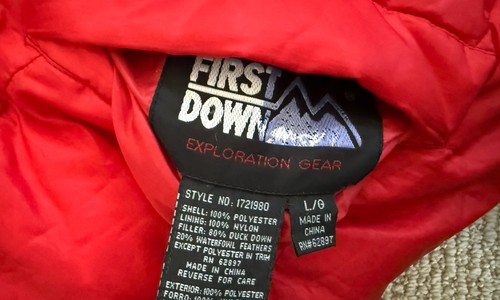 FIRST
DOWN
EXPLORATION GEAR
STYLE NO: 1721980
SHELL: 100% POLYESTER
LINING: 100% NYLON
FILLER: 80% DUCK DOWN
20% WATERFOWL FEATHERS
EXCEPT POLYESTER IN TRIM
RN 62897
MADE IN CHINA
REVERSE FOR CARE
EXTERIOR: 100% POLYESTER
FORRO: 100%
L/G
MADE IN
CHINA
RN#62897